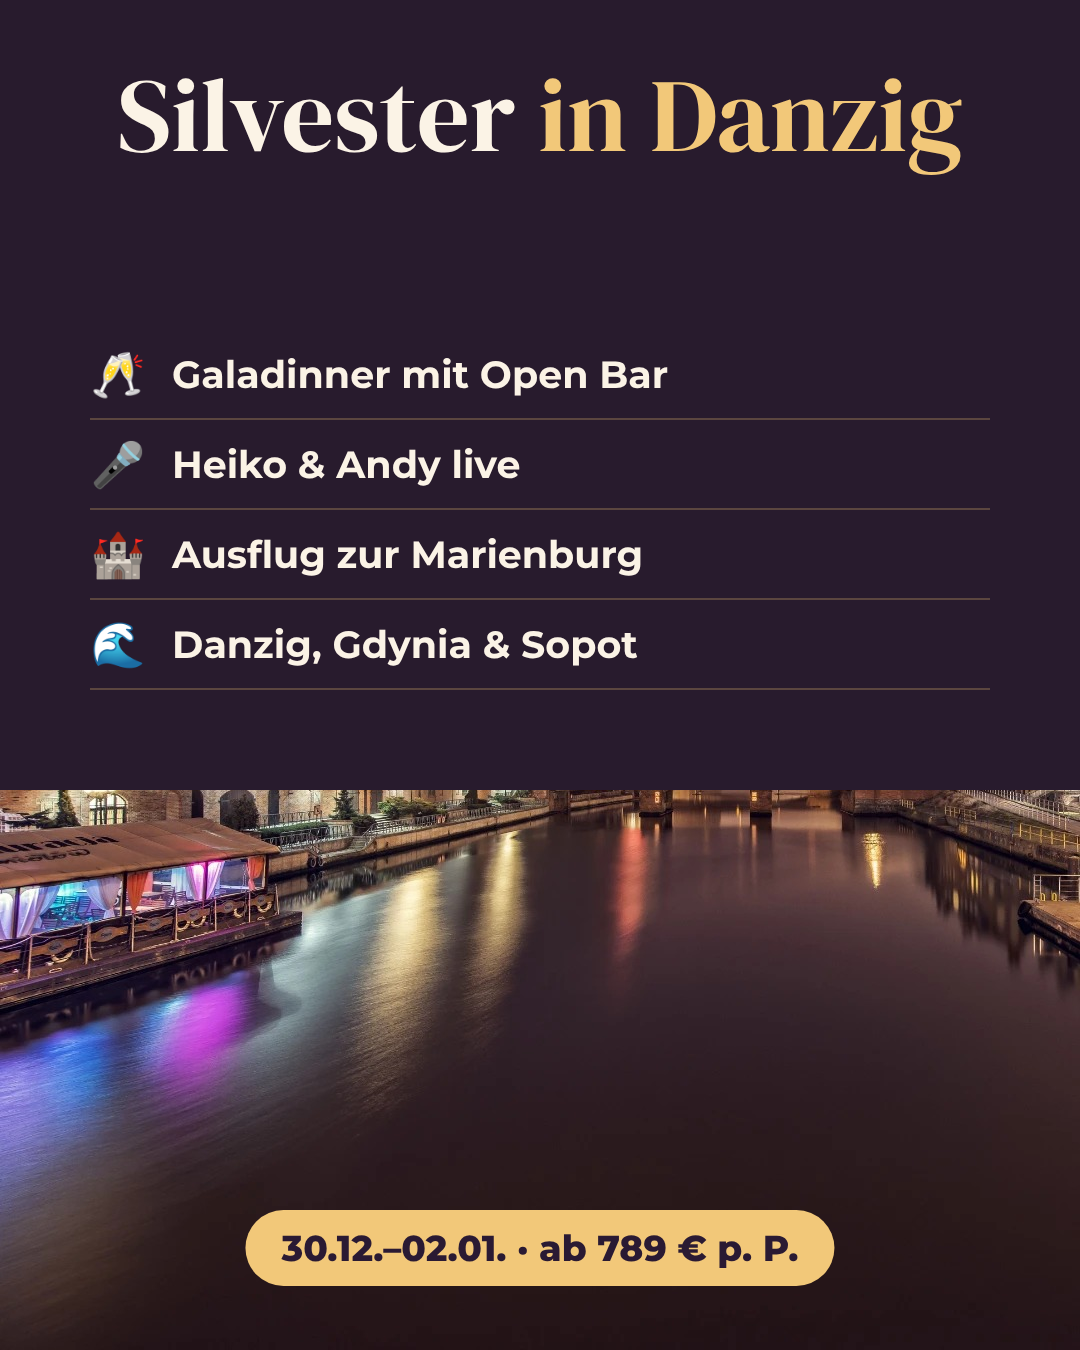 Silvester in Danzig
Galadinner mit Open Bar
Heiko & Andy live
Ausflug zur Marienburg
Danzig, Gdynia & Sopot
30.12.–02.01. · ab 789 € p. P.